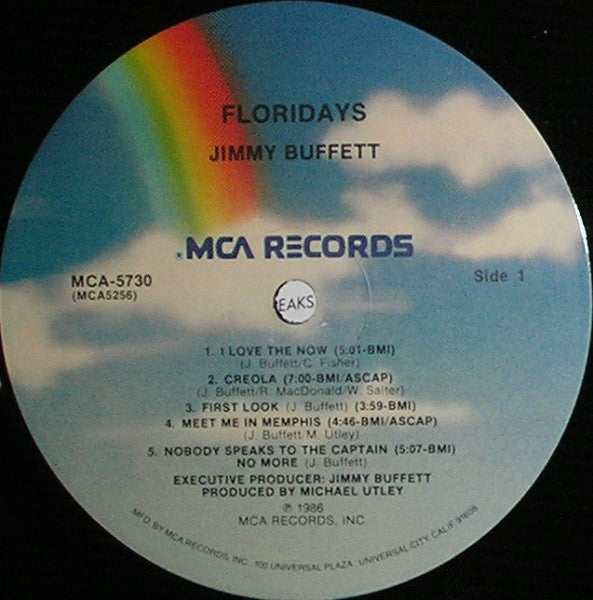 FLORIDAYS
JIMMY BUFFETT
MCA RECORDS
MCA-5730
(MCA5256)
Side 1
EAKS
1. I LOVE THE NOW (5:01-BMI)
(J. Buffett/C. Fisher)
2. CREOLA (7:00-BMI/ASCAP)
(J. Buffett/R. MacDonald/W. Salter)
3. FIRST LOOK (J. Buffett) (3:59-BMI)
4. MEET ME IN MEMPHIS (4:46-BMI/ASCAP)
(J. Buffett/M. Utley)
5. NOBODY SPEAKS TO THE CAPTAIN (5:07-BMI)
NO MORE (J. Buffett)
EXECUTIVE PRODUCER: JIMMY BUFFETT
PRODUCED BY MICHAEL UTLEY
℗ 1986
MCA RECORDS, INC.
MFD. BY MCA RECORDS, INC., 100 UNIVERSAL PLAZA, UNIVERSAL CITY, CALIF. 91608